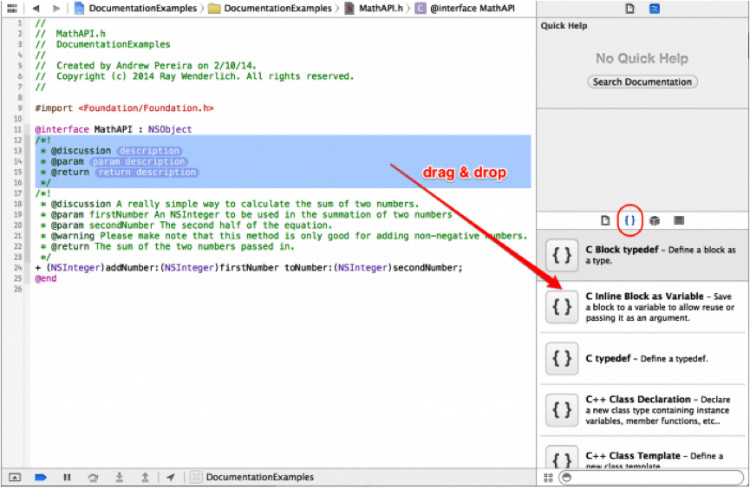 DocumentationExamples DocumentationExamples MathAPI.h @interface MathAPI
1 //
2 // MathAPI.h
3 // DocumentationExamples
4 //
5 // Created by Andrew Pereira on 2/10/14.
6 // Copyright (c) 2014 Ray Wenderlich. All rights reserved.
7 //
8
9 #import <Foundation/Foundation.h>
10
11 @interface MathAPI : NSObject
12 /*!
13 * @discussion description
14 * @param param description
15 * @return return description
16 */
17 /*!
18 * @discussion A really simple way to calculate the sum of two numbers.
19 * @param firstNumber An NSInteger to be used in the summation of two numbers
20 * @param secondNumber The second half of the equation.
21 * @warning Please make note that this method is only good for adding non-negative numbers.
22 * @return The sum of the two numbers passed in.
23 */
24 + (NSInteger)addNumber:(NSInteger)firstNumber toNumber:(NSInteger)secondNumber;
25 @end
26
drag & drop
DocumentationExamples
Quick Help
No Quick Help
Search Documentation
{ }
{ } C Block typedef – Define a block as
a type.
{ } C Inline Block as Variable – Save
a block to a variable to allow reuse or
passing it as an argument.
{ } C typedef – Define a typedef.
{ } C++ Class Declaration – Declare
a new class type containing instance
variables, member functions, etc...
{ } C++ Class Template – Define a
new class template